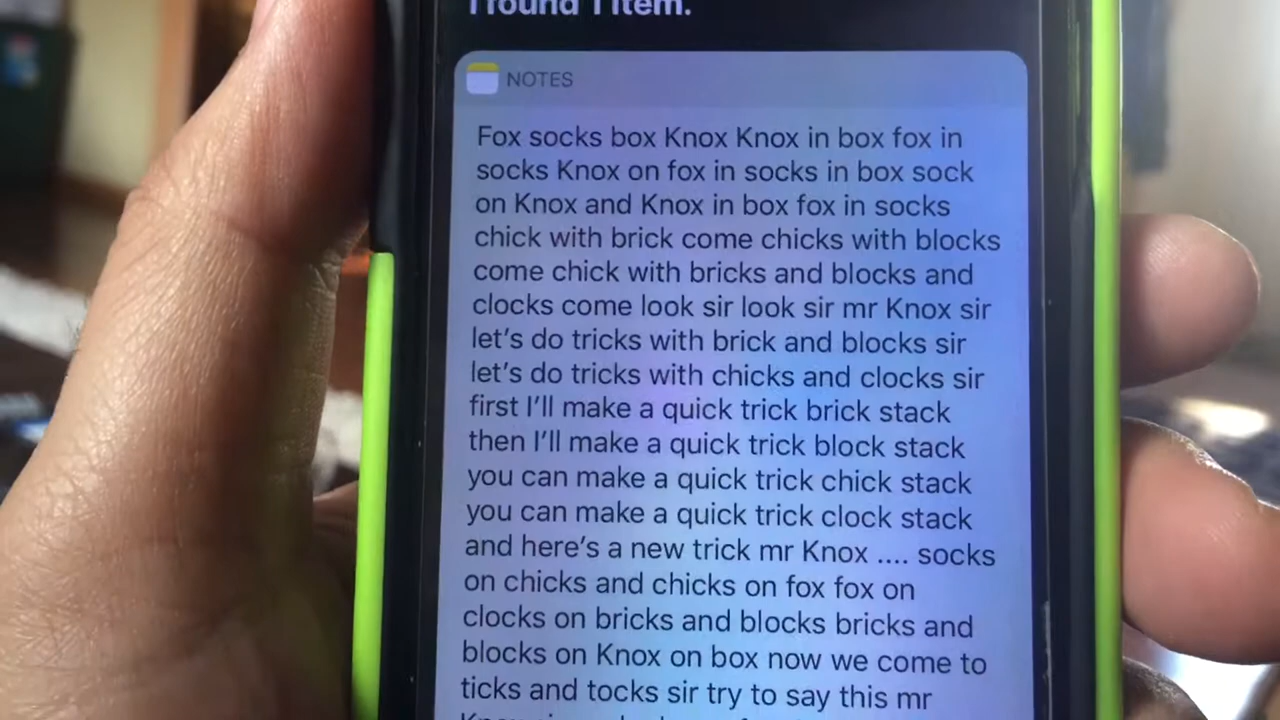 I found 1 item.
NOTES
Fox socks box Knox Knox in box fox in
socks Knox on fox in socks in box sock
on Knox and Knox in box fox in socks
chick with brick come chicks with blocks
come chick with bricks and blocks and
clocks come look sir look sir mr Knox sir
let's do tricks with brick and blocks sir
let's do tricks with chicks and clocks sir
first I'll make a quick trick brick stack
then I'll make a quick trick block stack
you can make a quick trick chick stack
you can make a quick trick clock stack
and here's a new trick mr Knox .... socks
on chicks and chicks on fox fox on
clocks on bricks and blocks bricks and
blocks on Knox on box now we come to
ticks and tocks sir try to say this mr